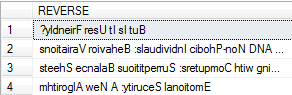 REVERSE
1 ?yldneirF resU tI sI tuB
2 snoitairaV roivaheB :slaudividnI cibohP-noN DNA ...
3 steehS ecnalaB suoititperruS :sretupmoC htiw gni...
4 mhtiroglA weN A :ytiruceS lanoitomE